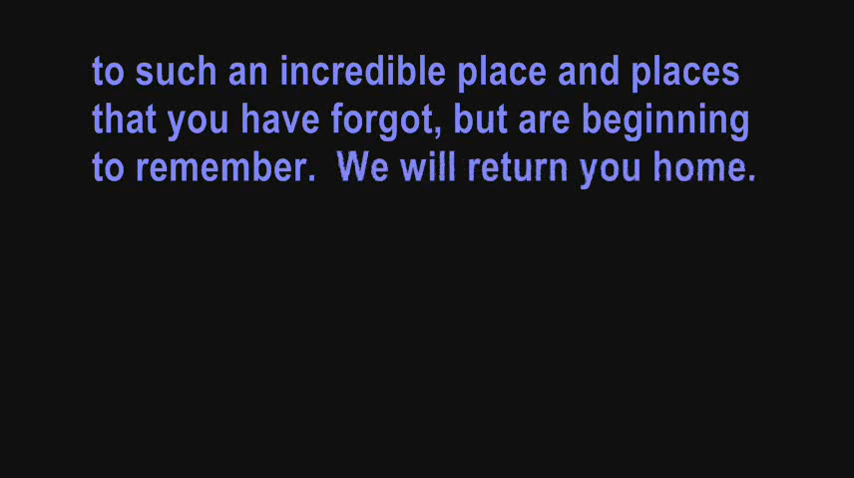 to such an incredible place and places
that you have forgot, but are beginning
to remember.  We will return you home.